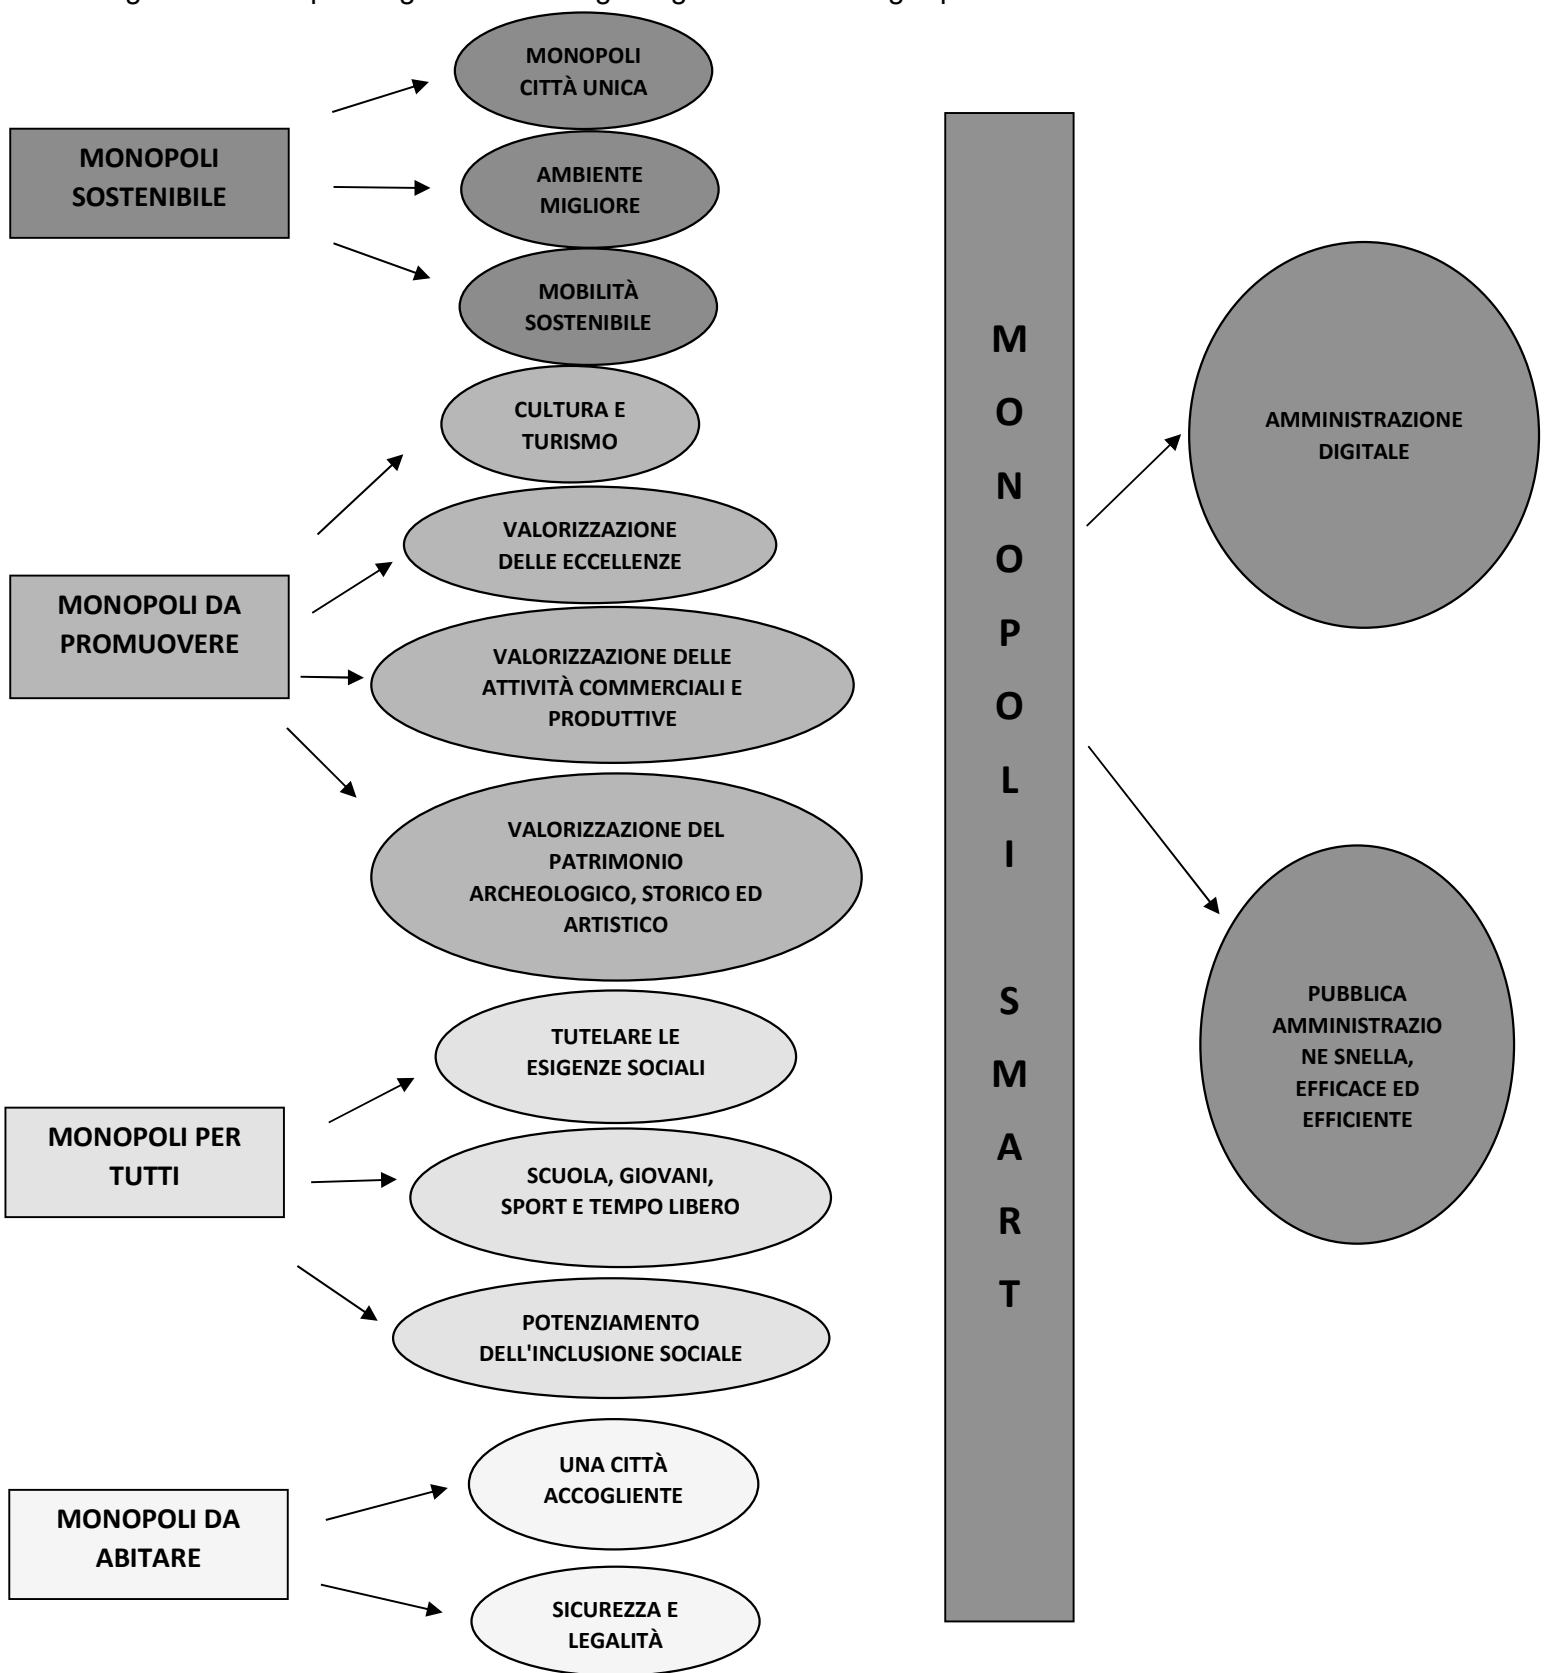 MONOPOLI
CITTÀ UNICA
MONOPOLI
SOSTENIBILE
AMBIENTE
MIGLIORE
MOBILITÀ
SOSTENIBILE
CULTURA E
TURISMO
VALORIZZAZIONE
DELLE ECCELLENZE
MONOPOLI DA
PROMUOVERE
VALORIZZAZIONE DELLE
ATTIVITÀ COMMERCIALI E
PRODUTTIVE
VALORIZZAZIONE DEL
PATRIMONIO
ARCHEOLOGICO, STORICO ED
ARTISTICO
TUTELARE LE
ESIGENZE SOCIALI
MONOPOLI PER
TUTTI
SCUOLA, GIOVANI,
SPORT E TEMPO LIBERO
POTENZIAMENTO
DELL'INCLUSIONE SOCIALE
UNA CITTÀ
ACCOGLIENTE
MONOPOLI DA
ABITARE
SICUREZZA E
LEGALITÀ
M
O
N
O
P
O
L
I
S
M
A
R
T
AMMINISTRAZIONE
DIGITALE
PUBBLICA
AMMINISTRAZIO
NE SNELLA,
EFFICACE ED
EFFICIENTE